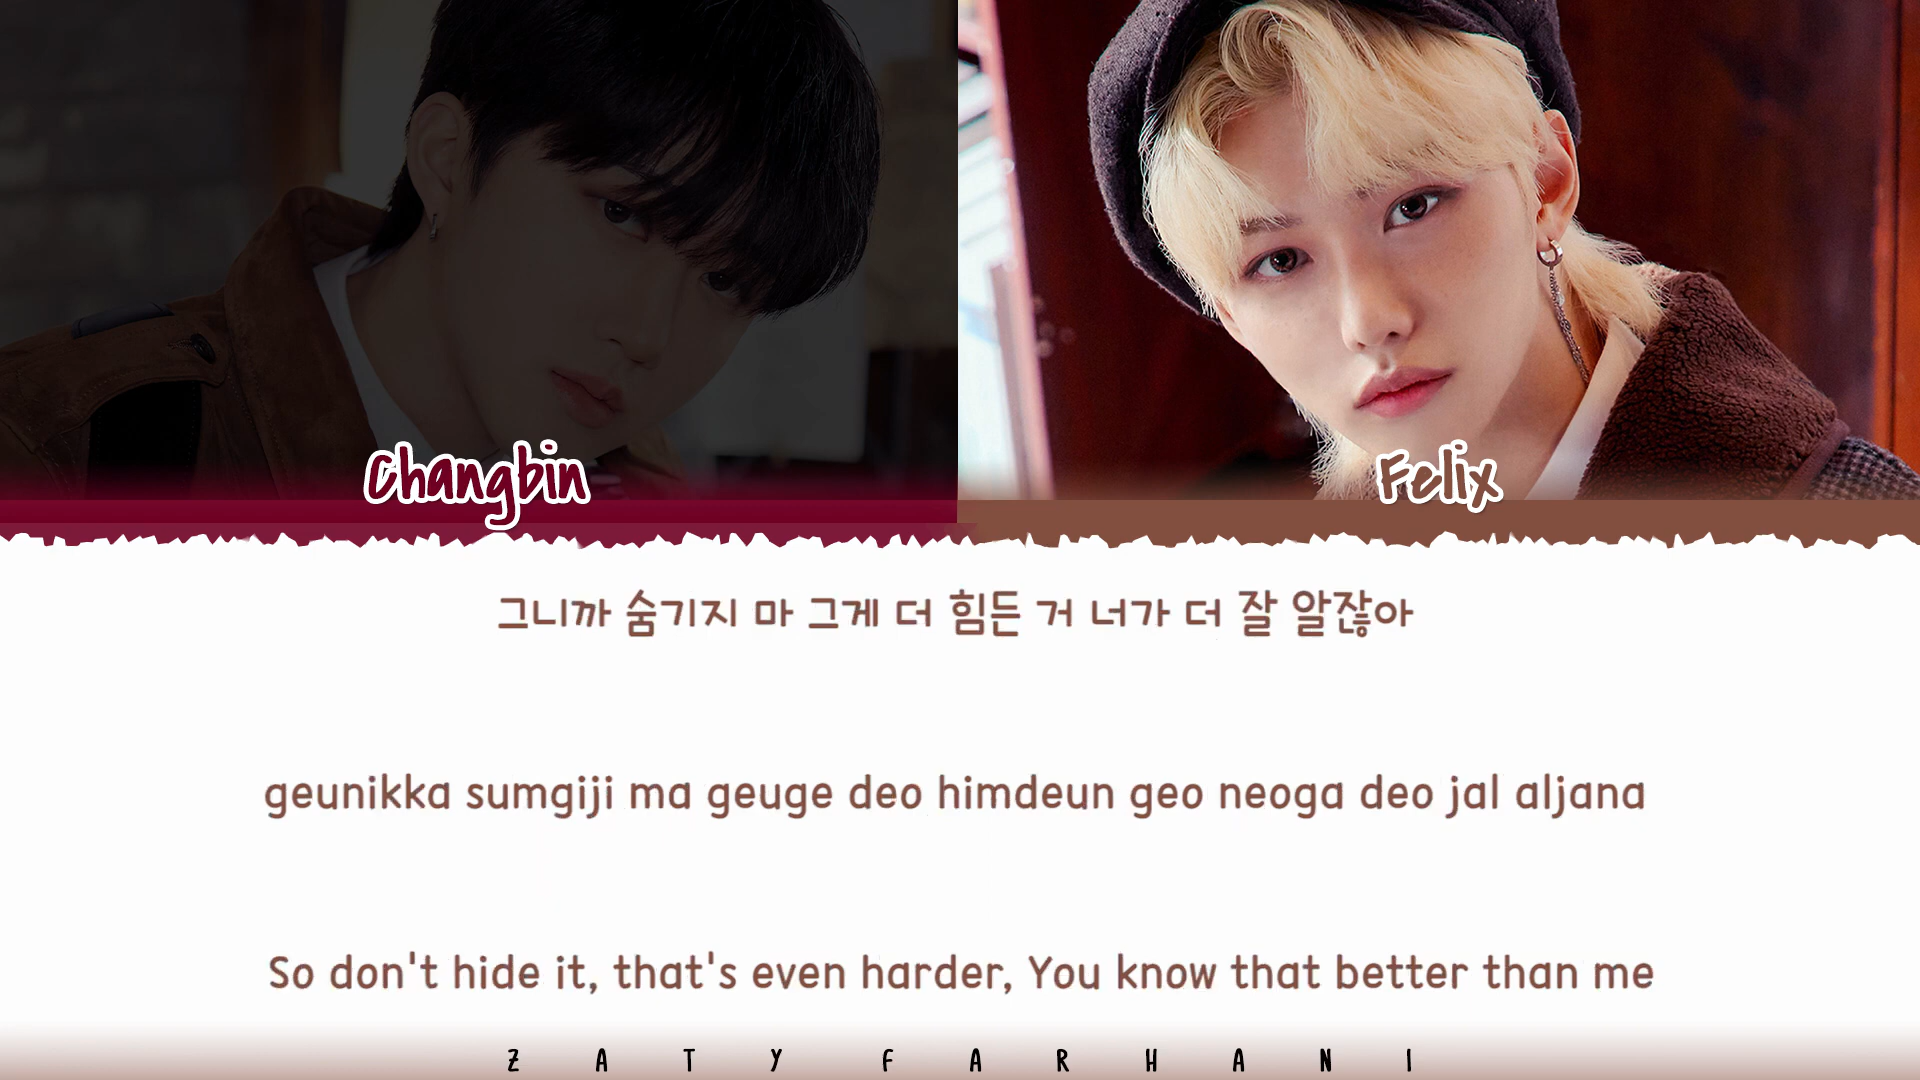 Changbin
Felix
그니까 숨기지 마 그게 더 힘든 거 너가 더 잘 알잖아
geunikka sumgiji ma geuge deo himdeun geo neoga deo jal aljana
So don't hide it, that's even harder, You know that better than me
ZATY FARHANI